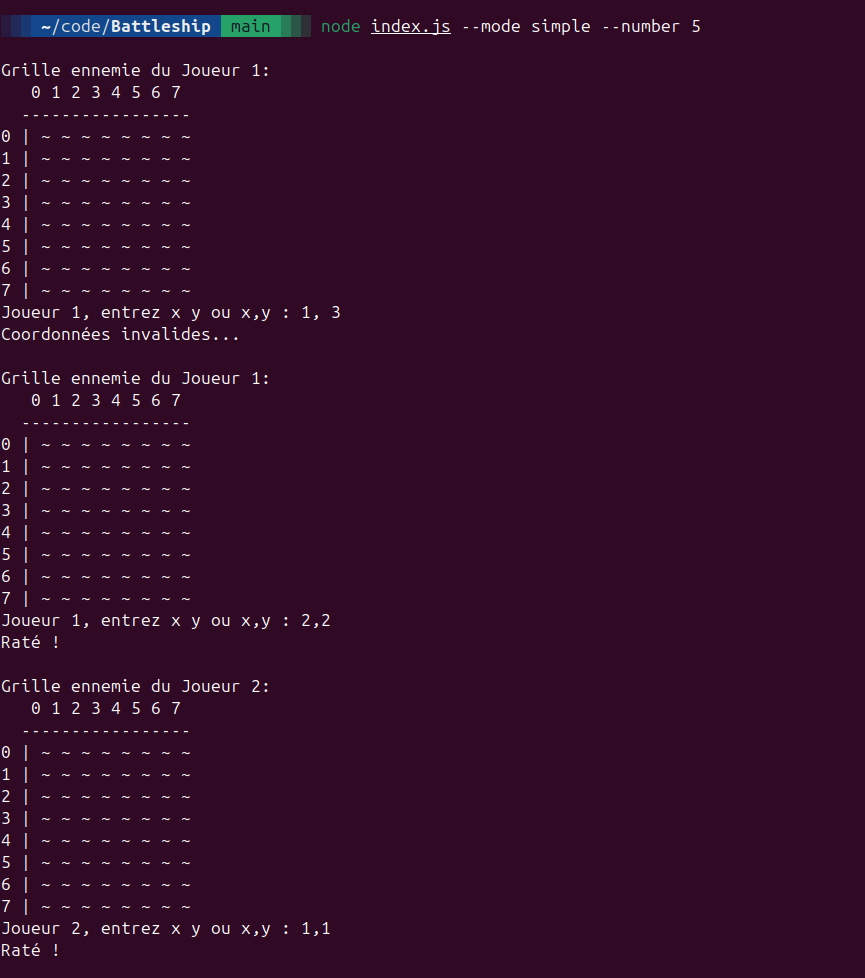 ~/code/Battleship main node index.js --mode simple --number 5
Grille ennemie du Joueur 1:
   0 1 2 3 4 5 6 7
  -----------------
0 | ~ ~ ~ ~ ~ ~ ~ ~
1 | ~ ~ ~ ~ ~ ~ ~ ~
2 | ~ ~ ~ ~ ~ ~ ~ ~
3 | ~ ~ ~ ~ ~ ~ ~ ~
4 | ~ ~ ~ ~ ~ ~ ~ ~
5 | ~ ~ ~ ~ ~ ~ ~ ~
6 | ~ ~ ~ ~ ~ ~ ~ ~
7 | ~ ~ ~ ~ ~ ~ ~ ~
Joueur 1, entrez x y ou x,y : 1, 3
Coordonnées invalides...
Grille ennemie du Joueur 1:
   0 1 2 3 4 5 6 7
  -----------------
0 | ~ ~ ~ ~ ~ ~ ~ ~
1 | ~ ~ ~ ~ ~ ~ ~ ~
2 | ~ ~ ~ ~ ~ ~ ~ ~
3 | ~ ~ ~ ~ ~ ~ ~ ~
4 | ~ ~ ~ ~ ~ ~ ~ ~
5 | ~ ~ ~ ~ ~ ~ ~ ~
6 | ~ ~ ~ ~ ~ ~ ~ ~
7 | ~ ~ ~ ~ ~ ~ ~ ~
Joueur 1, entrez x y ou x,y : 2,2
Raté !
Grille ennemie du Joueur 2:
   0 1 2 3 4 5 6 7
  -----------------
0 | ~ ~ ~ ~ ~ ~ ~ ~
1 | ~ ~ ~ ~ ~ ~ ~ ~
2 | ~ ~ ~ ~ ~ ~ ~ ~
3 | ~ ~ ~ ~ ~ ~ ~ ~
4 | ~ ~ ~ ~ ~ ~ ~ ~
5 | ~ ~ ~ ~ ~ ~ ~ ~
6 | ~ ~ ~ ~ ~ ~ ~ ~
7 | ~ ~ ~ ~ ~ ~ ~ ~
Joueur 2, entrez x y ou x,y : 1,1
Raté !